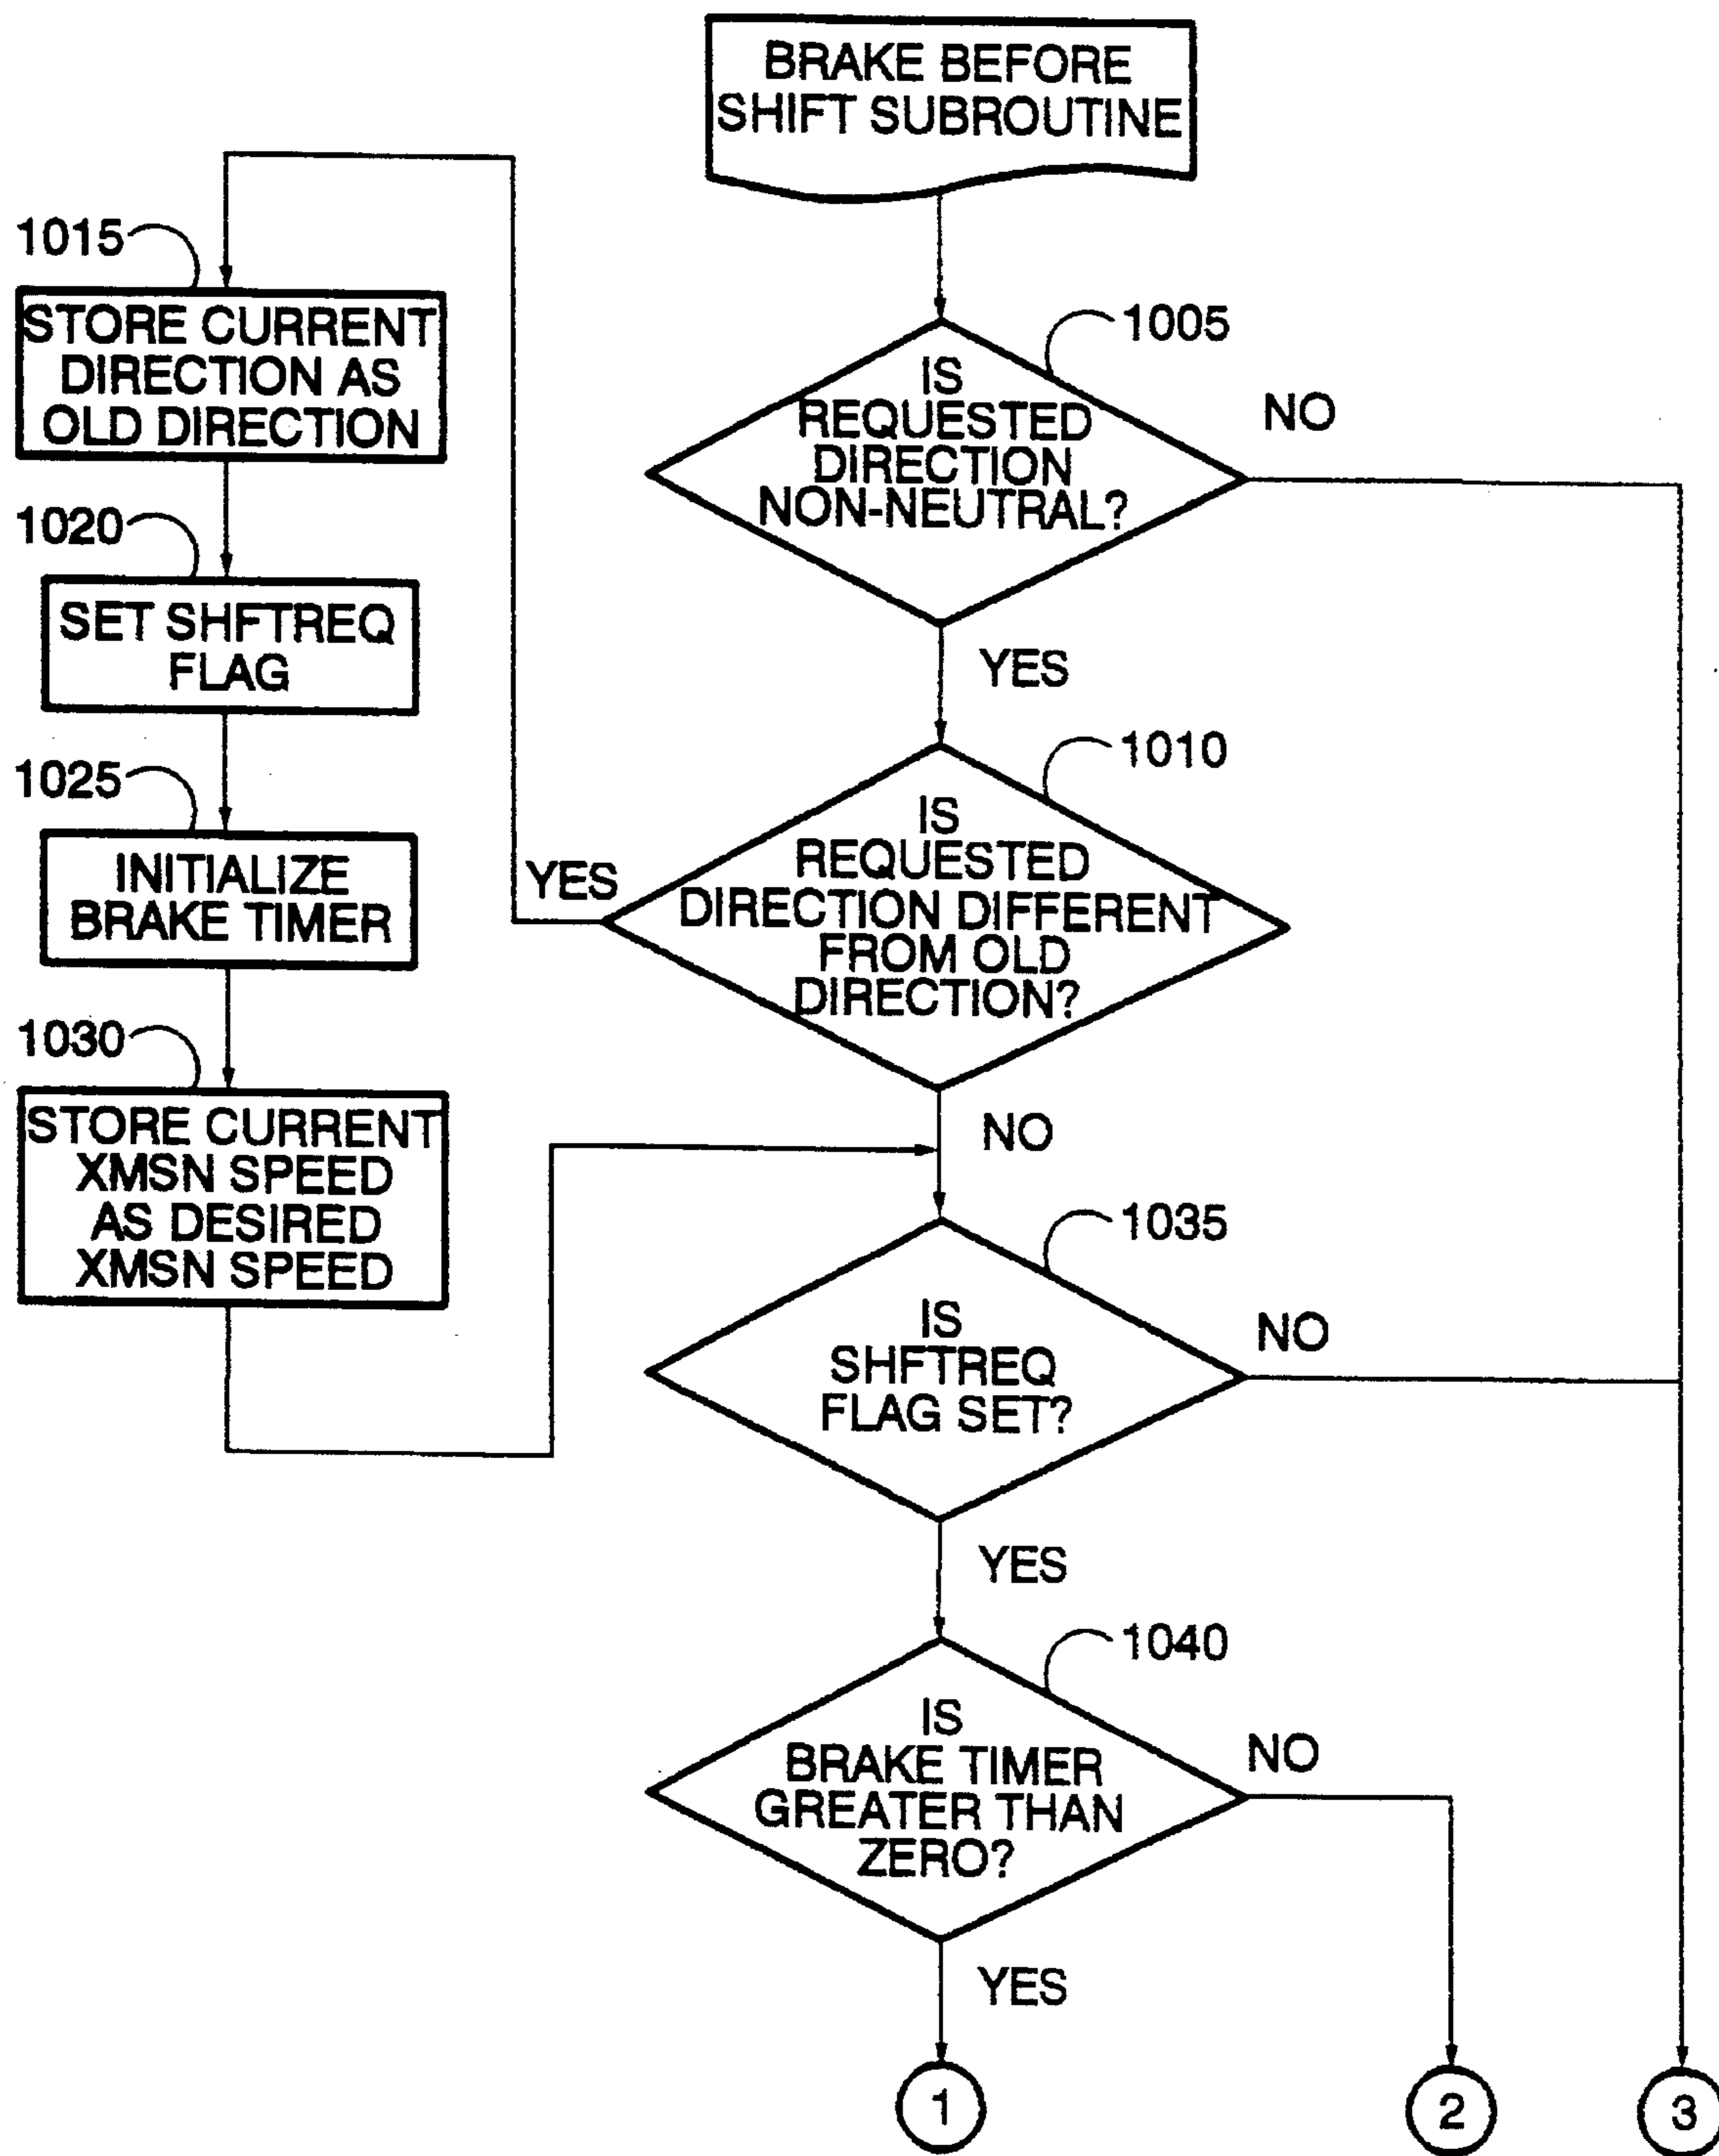 BRAKE BEFORE
SHIFT SUBROUTINE
1005
IS
REQUESTED
DIRECTION
NON-NEUTRAL?
NO
YES
1010
IS
REQUESTED
DIRECTION DIFFERENT
FROM OLD
DIRECTION?
YES
NO
1015
STORE CURRENT
DIRECTION AS
OLD DIRECTION
1020
SET SHFTREQ
FLAG
1025
INITIALIZE
BRAKE TIMER
1030
STORE CURRENT
XMSN SPEED
AS DESIRED
XMSN SPEED
1035
IS
SHFTREQ
FLAG SET?
NO
YES
1040
IS
BRAKE TIMER
GREATER THAN
ZERO?
NO
YES
1
2
3